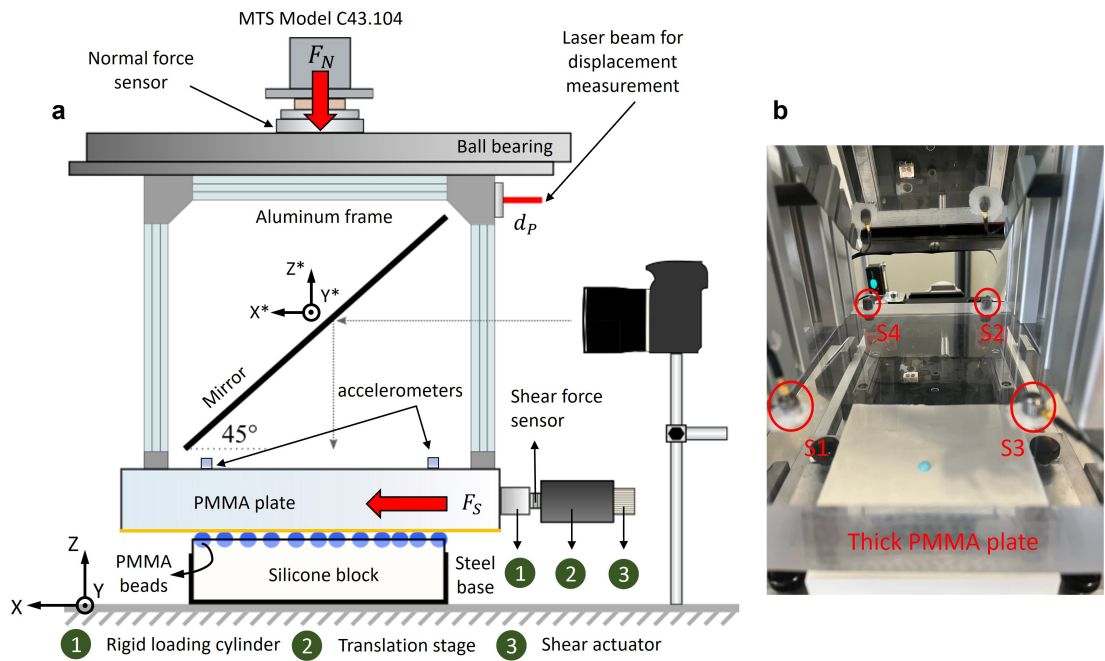 MTS Model C43.104
F_N
Normal force
sensor
Laser beam for
displacement
measurement
a
b
Ball bearing
Aluminum frame
d_P
Z*
Y*
X*
Mirror
45°
accelerometers
Shear force
sensor
PMMA plate
F_S
PMMA
beads
Silicone block
Steel
base
1
2
3
Z
Y
X
1 Rigid loading cylinder
2 Translation stage
3 Shear actuator
S4
S2
S1
S3
Thick PMMA plate